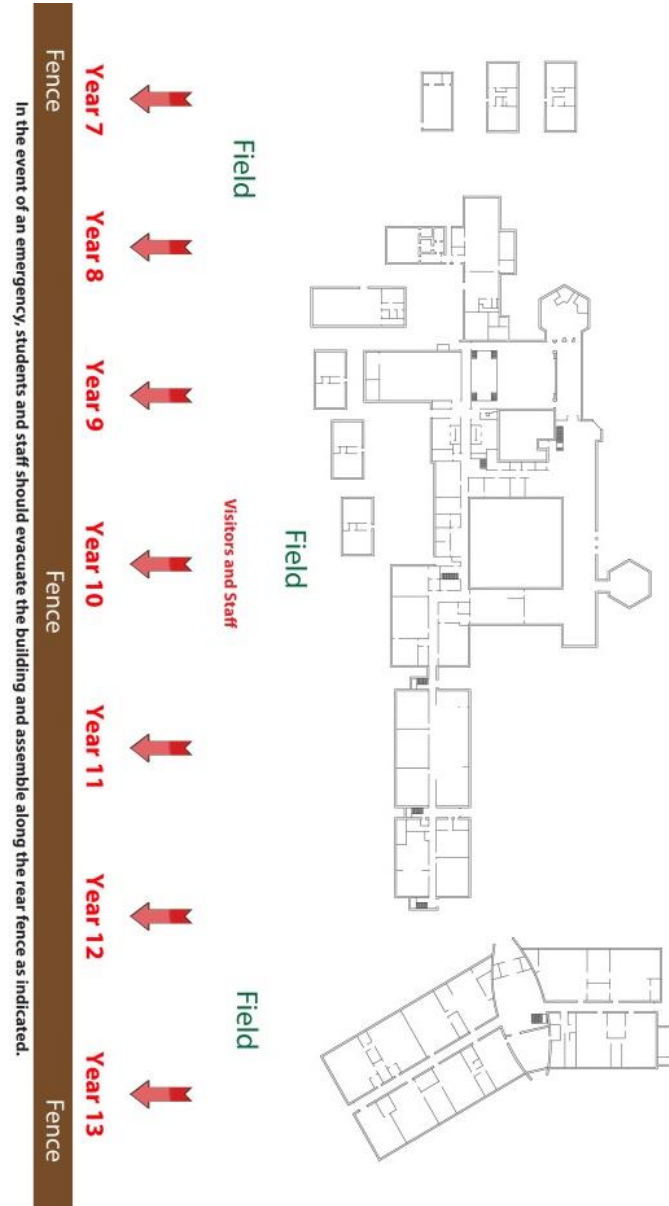 Field
Field
Field
Visitors and Staff
Year 7
Year 8
Year 9
Year 10
Year 11
Year 12
Year 13
Fence
Fence
Fence
In the event of an emergency, students and staff should evacuate the building and assemble along the rear fence as indicated.